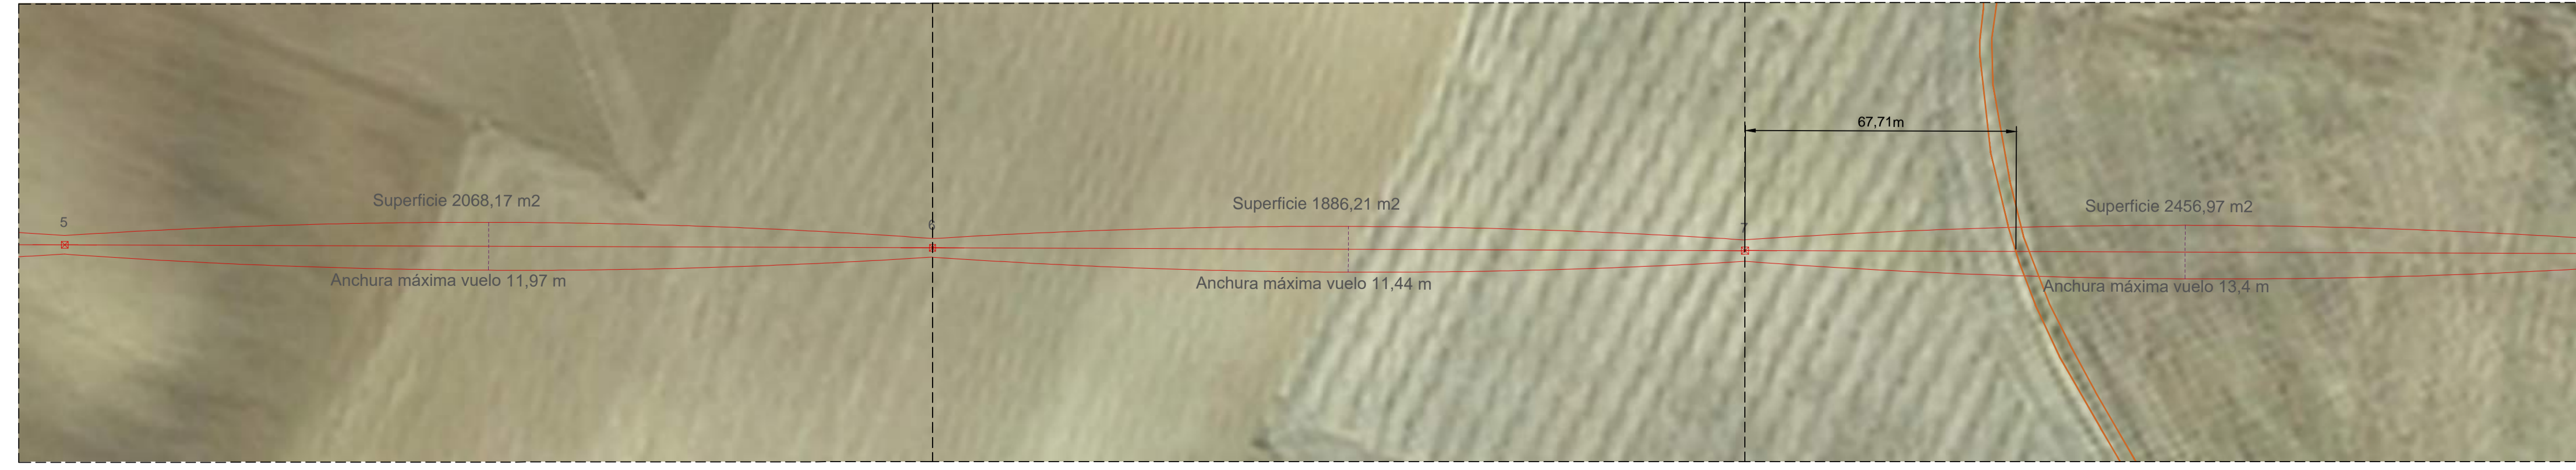 67,71m
Superficie 2068,17 m2
Superficie 1886,21 m2
Superficie 2456,97 m2
5
6
7
Anchura máxima vuelo 11,97 m
Anchura máxima vuelo 11,44 m
Anchura máxima vuelo 13,4 m